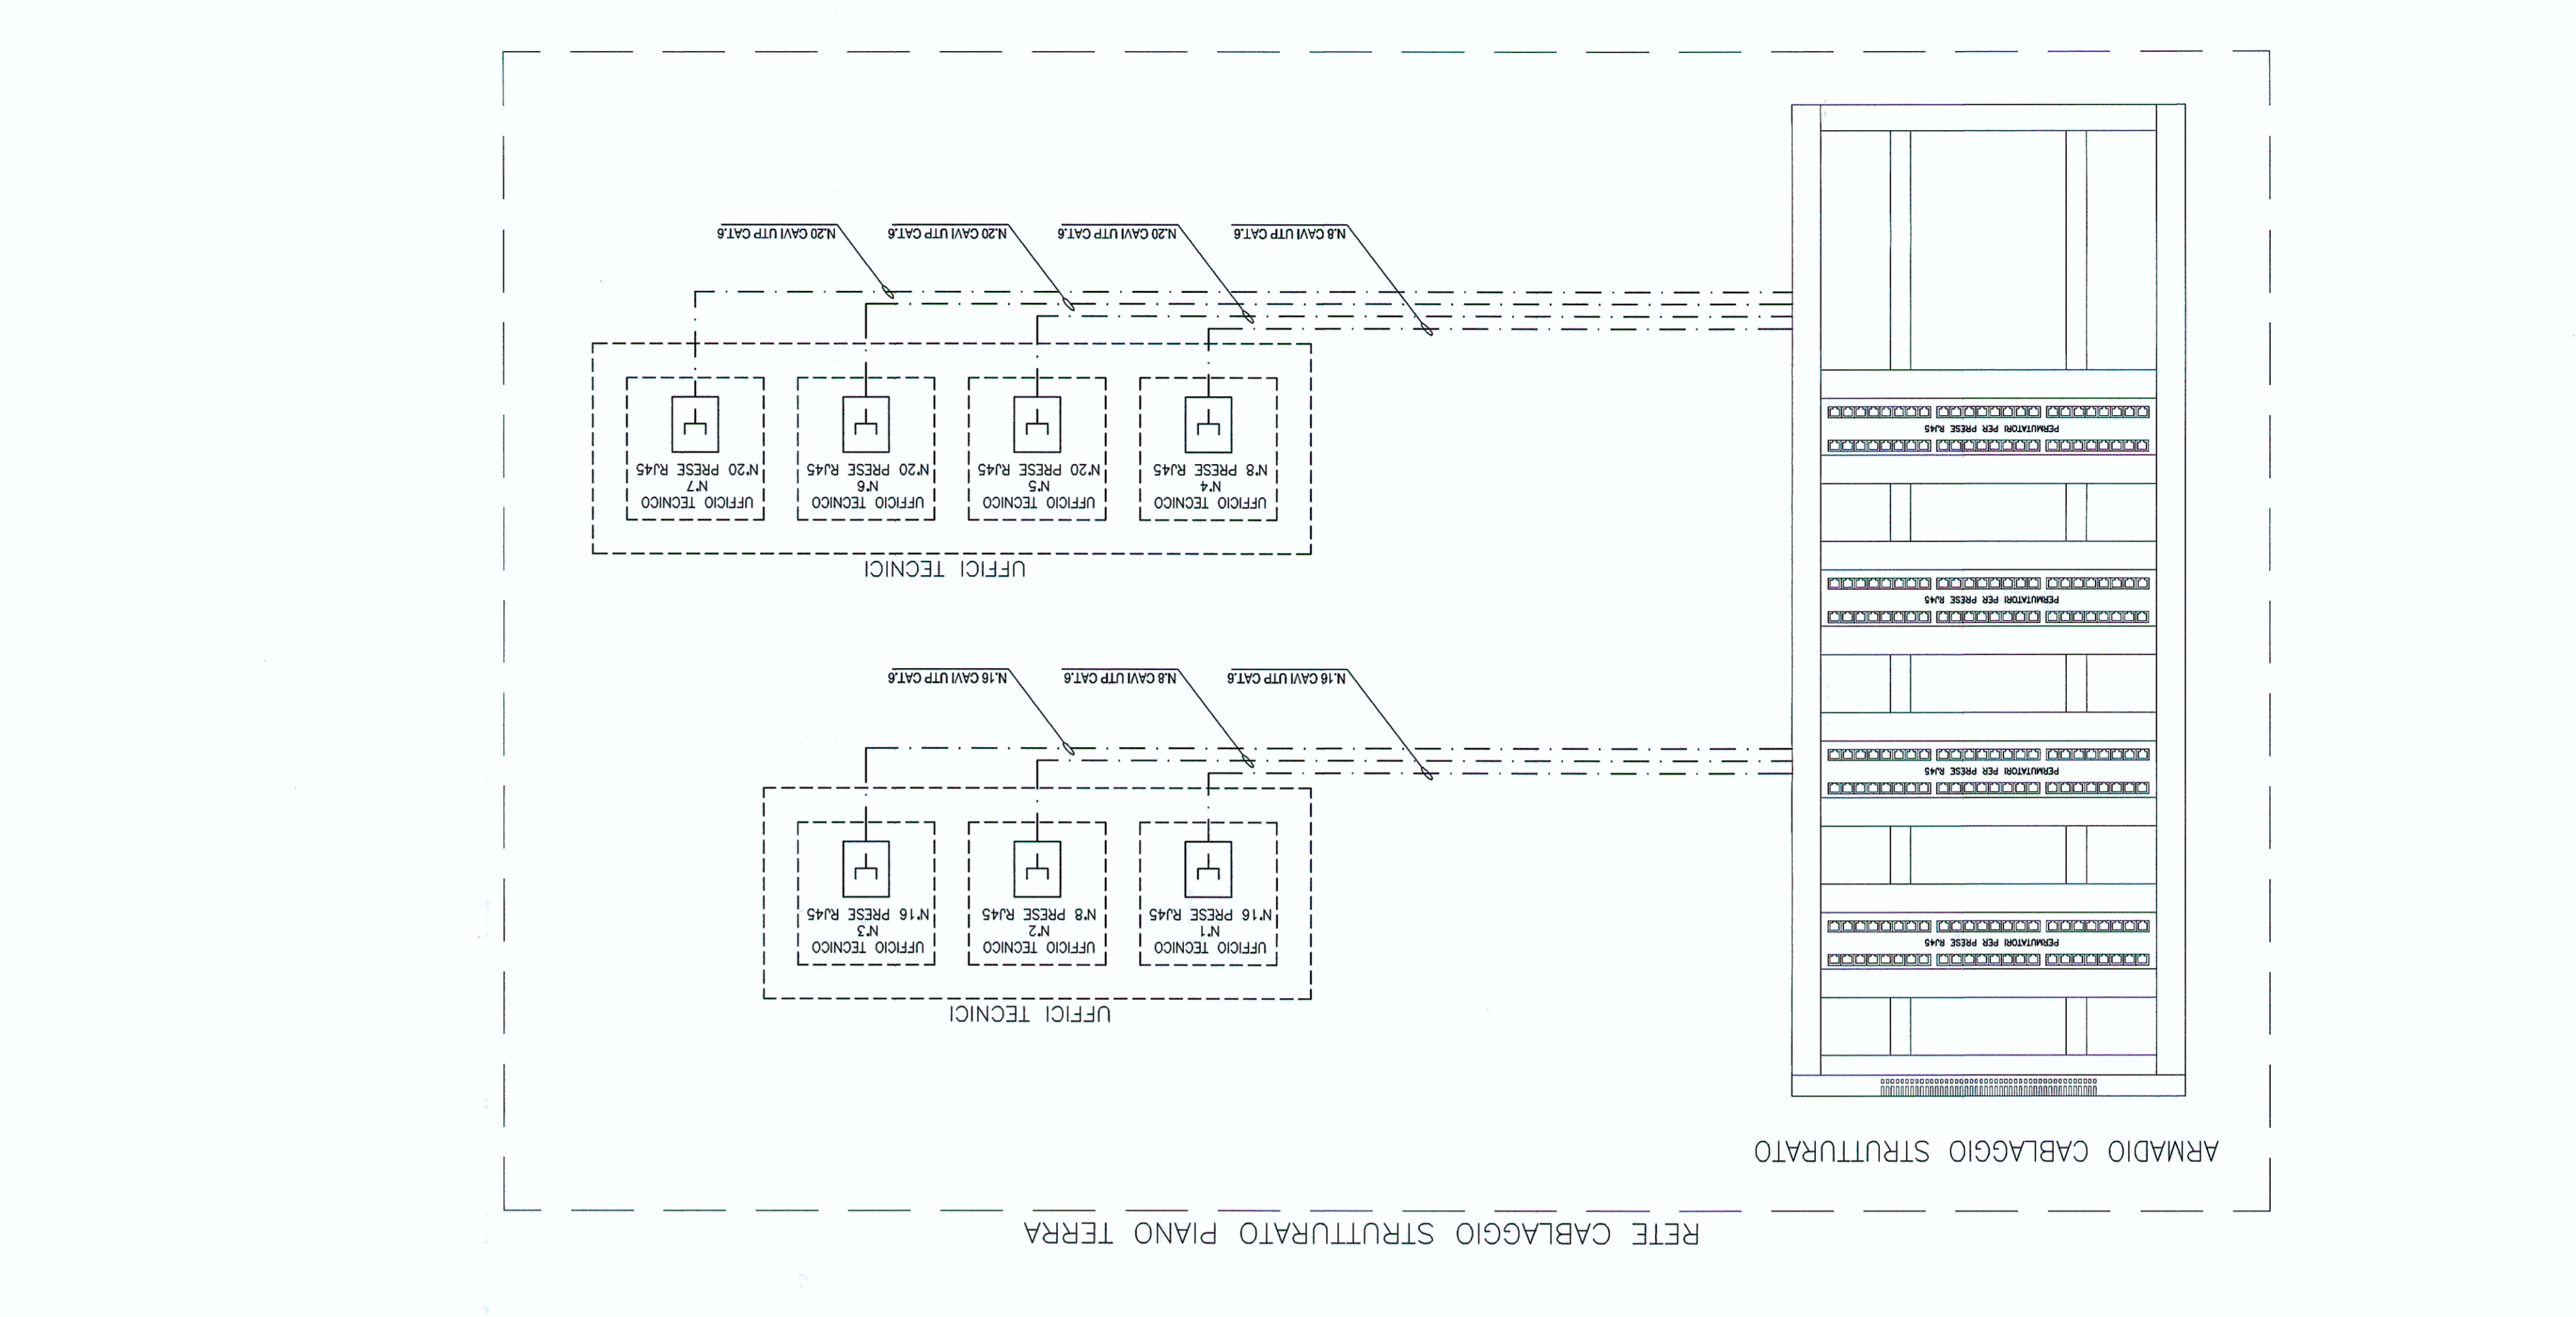 RETE CABLAGGIO STRUTTURATO PIANO TERRA
ARMADIO CABLAGGIO STRUTTURATO
PERMUTATORI PER PRESE RJ45
PERMUTATORI PER PRESE RJ45
PERMUTATORI PER PRESE RJ45
PERMUTATORI PER PRESE RJ45
UFFICI TECNICI
UFFICIO TECNICO
N°1
N°16 PRESE RJ45
UFFICIO TECNICO
N°2
N°8 PRESE RJ45
UFFICIO TECNICO
N°3
N°16 PRESE RJ45
N.16 CAVI UTP CAT.6
N.8 CAVI UTP CAT.6
N.16 CAVI UTP CAT.6
UFFICI TECNICI
UFFICIO TECNICO
N°4
N°8 PRESE RJ45
UFFICIO TECNICO
N°5
N°20 PRESE RJ45
UFFICIO TECNICO
N°6
N°20 PRESE RJ45
UFFICIO TECNICO
N°7
N°20 PRESE RJ45
N.8 CAVI UTP CAT.6
N.20 CAVI UTP CAT.6
N.20 CAVI UTP CAT.6
N.20 CAVI UTP CAT.6